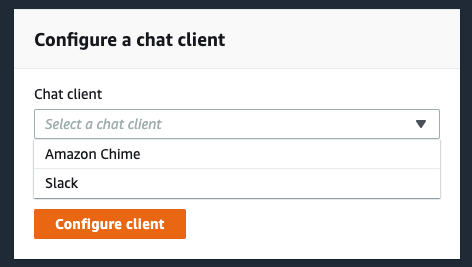 Configure a chat client
Chat client
Select a chat client
Amazon Chime
Slack
Configure client